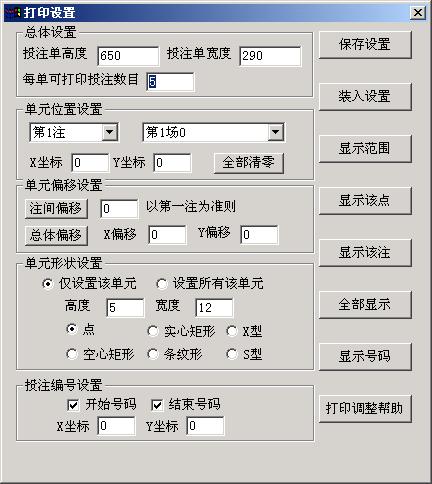 打印设置
总体设置
投注单高度 650 投注单宽度 290
每单可打印投注数目 5
单元位置设置
第1注 第1场0
X坐标 0 Y坐标 0 全部清零
单元偏移设置
注间偏移 0 以第一注为准则
总体偏移 X偏移 0 Y偏移 0
单元形状设置
仅设置该单元 设置所有该单元
高度 5 宽度 12
点 实心矩形 X型
空心矩形 条纹形 S型
投注编号设置
开始号码 结束号码
X坐标 0 Y坐标 0
保存设置
装入设置
显示范围
显示该点
显示该注
全部显示
显示号码
打印调整帮助